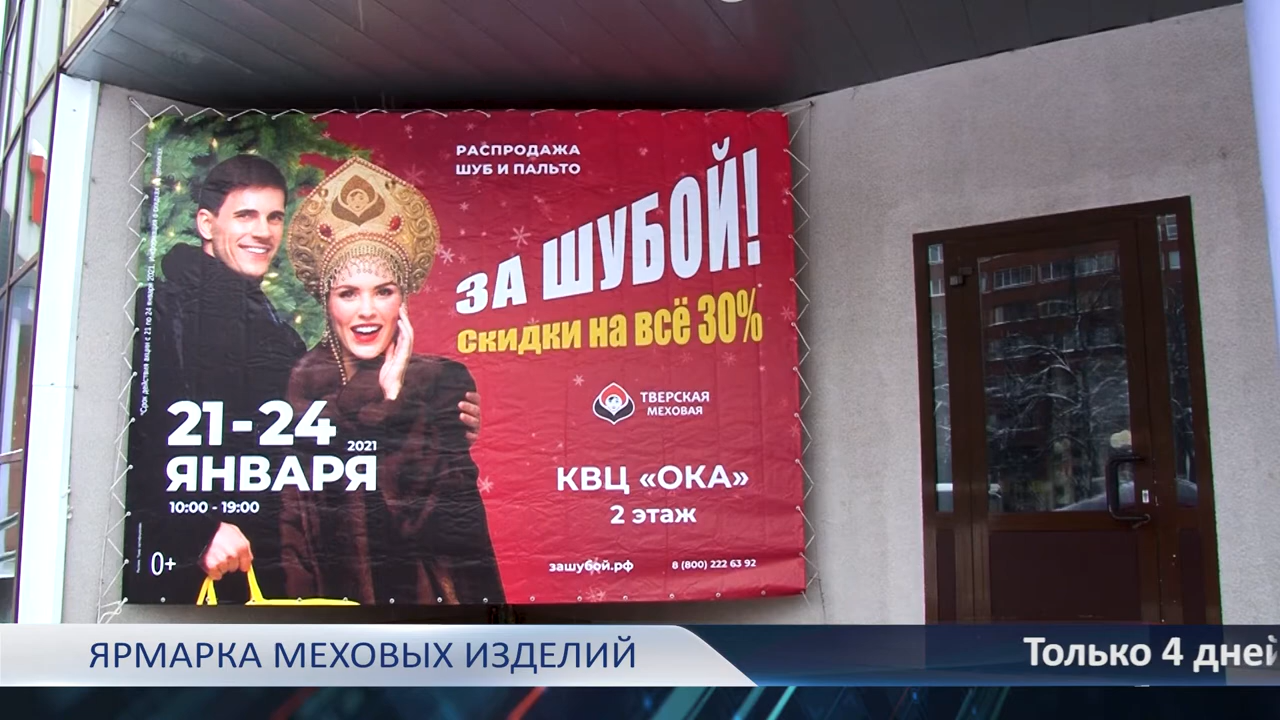 РАСПРОДАЖА
ШУБ И ПАЛЬТО
ЗА ШУБОЙ!
СКИДКИ НА ВСЁ 30%
ТВЕРСКАЯ
МЕХОВАЯ
21-24
2021
ЯНВАРЯ
10:00 - 19:00
КВЦ «ОКА»
2 этаж
0+
зашубой.рф
8 (800) 222 63 92
ЯРМАРКА МЕХОВЫХ ИЗДЕЛИЙ
Только 4 дней